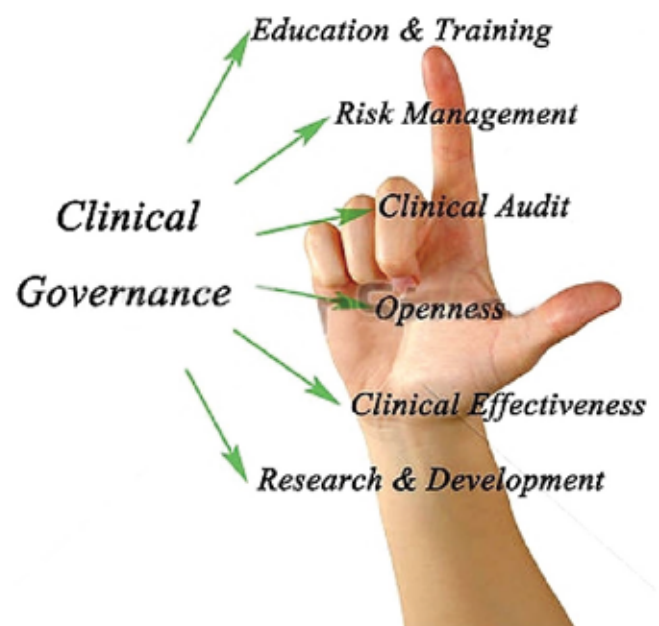 Education & Training
Risk Management
Clinical Audit
Clinical
Governance
Openness
Clinical Effectiveness
Research & Development